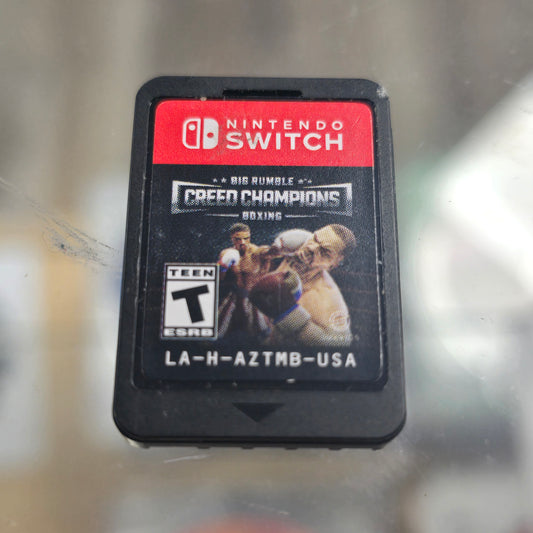 NINTENDO
SWITCH
BIG RUMBLE
CREED CHAMPIONS
BOXING
TEEN
T
ESRB
LA-H-AZTMB-USA